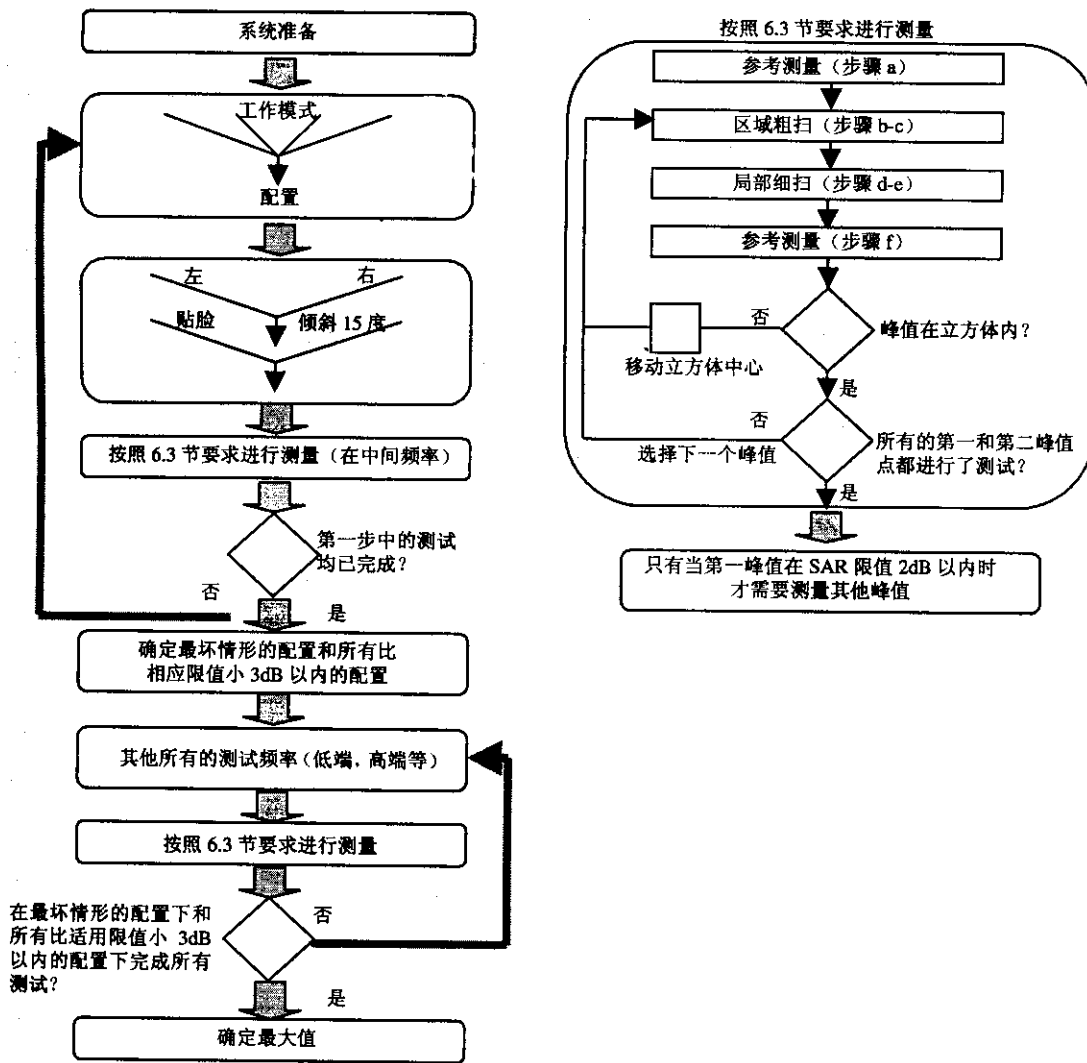 系统准备
工作模式
配置
左
右
贴脸
倾斜 15 度
按照 6.3 节要求进行测量（在中间频率）
第一步中的测试
均已完成？
否
是
确定最坏情形的配置和所有比
相应限值小 3dB 以内的配置
其他所有的测试频率（低端，高端等）
按照 6.3 节要求进行测量
在最坏情形的配置下和
所有比适用限值小 3dB
以内的配置下完成所有
测试？
否
是
确定最大值
按照 6.3 节要求进行测量
参考测量（步骤 a）
区域粗扫（步骤 b-c）
局部细扫（步骤 d-e）
参考测量（步骤 f）
否
峰值在立方体内？
移动立方体中心
是
否
选择下一个峰值
所有的第一和第二峰值
点都进行了测试？
是
只有当第一峰值在 SAR 限值 2dB 以内时
才需要测量其他峰值